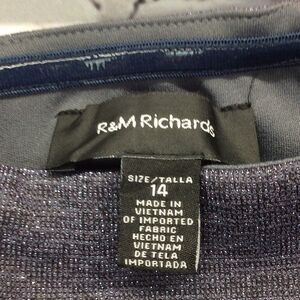 R&M Richards
SIZE/TALLA
14
MADE IN
VIETNAM
OF IMPORTED
FABRIC
HECHO EN
VIETNAM
DE TELA
IMPORTADA